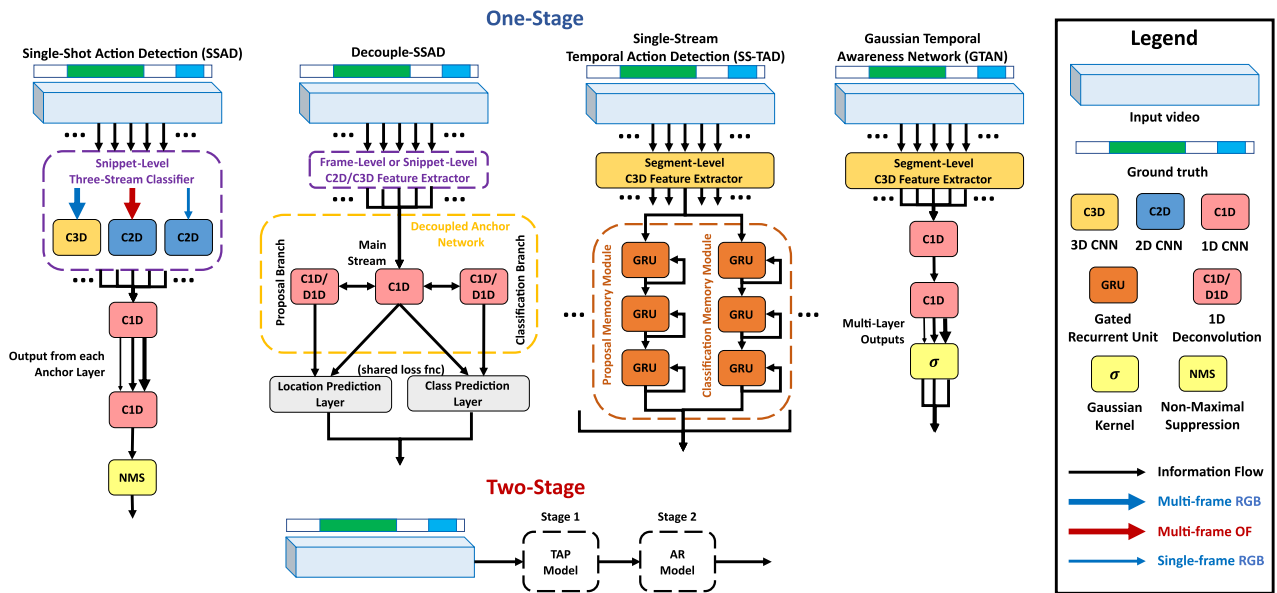 One-Stage
Single-Shot Action Detection (SSAD)
...
...
Snippet-Level
Three-Stream Classifier
C3D
C2D
C2D
...
...
C1D
Output from each
Anchor Layer
C1D
NMS
Decouple-SSAD
...
...
Frame-Level or Snippet-Level
C2D/C3D Feature Extractor
...
...
Decoupled Anchor
Network
Proposal Branch
Main
Stream
Classification Branch
C1D/
D1D
C1D
C1D/
D1D
(shared loss fnc)
Location Prediction
Layer
Class Prediction
Layer
Single-Stream
Temporal Action Detection (SS-TAD)
...
...
Segment-Level
C3D Feature Extractor
...
...
Proposal Memory Module
Classification Memory Module
GRU
GRU
GRU
GRU
GRU
GRU
...
...
Gaussian Temporal
Awareness Network (GTAN)
...
...
Segment-Level
C3D Feature Extractor
...
...
C1D
C1D
Multi-Layer
Outputs
σ
Two-Stage
Stage 1
Stage 2
TAP
Model
AR
Model
Legend
Input video
Ground truth
C3D
C2D
C1D
3D CNN
2D CNN
1D CNN
GRU
C1D/
D1D
Gated
Recurrent Unit
1D
Deconvolution
σ
NMS
Gaussian
Kernel
Non-Maximal
Suppression
Information Flow
Multi-frame RGB
Multi-frame OF
Single-frame RGB